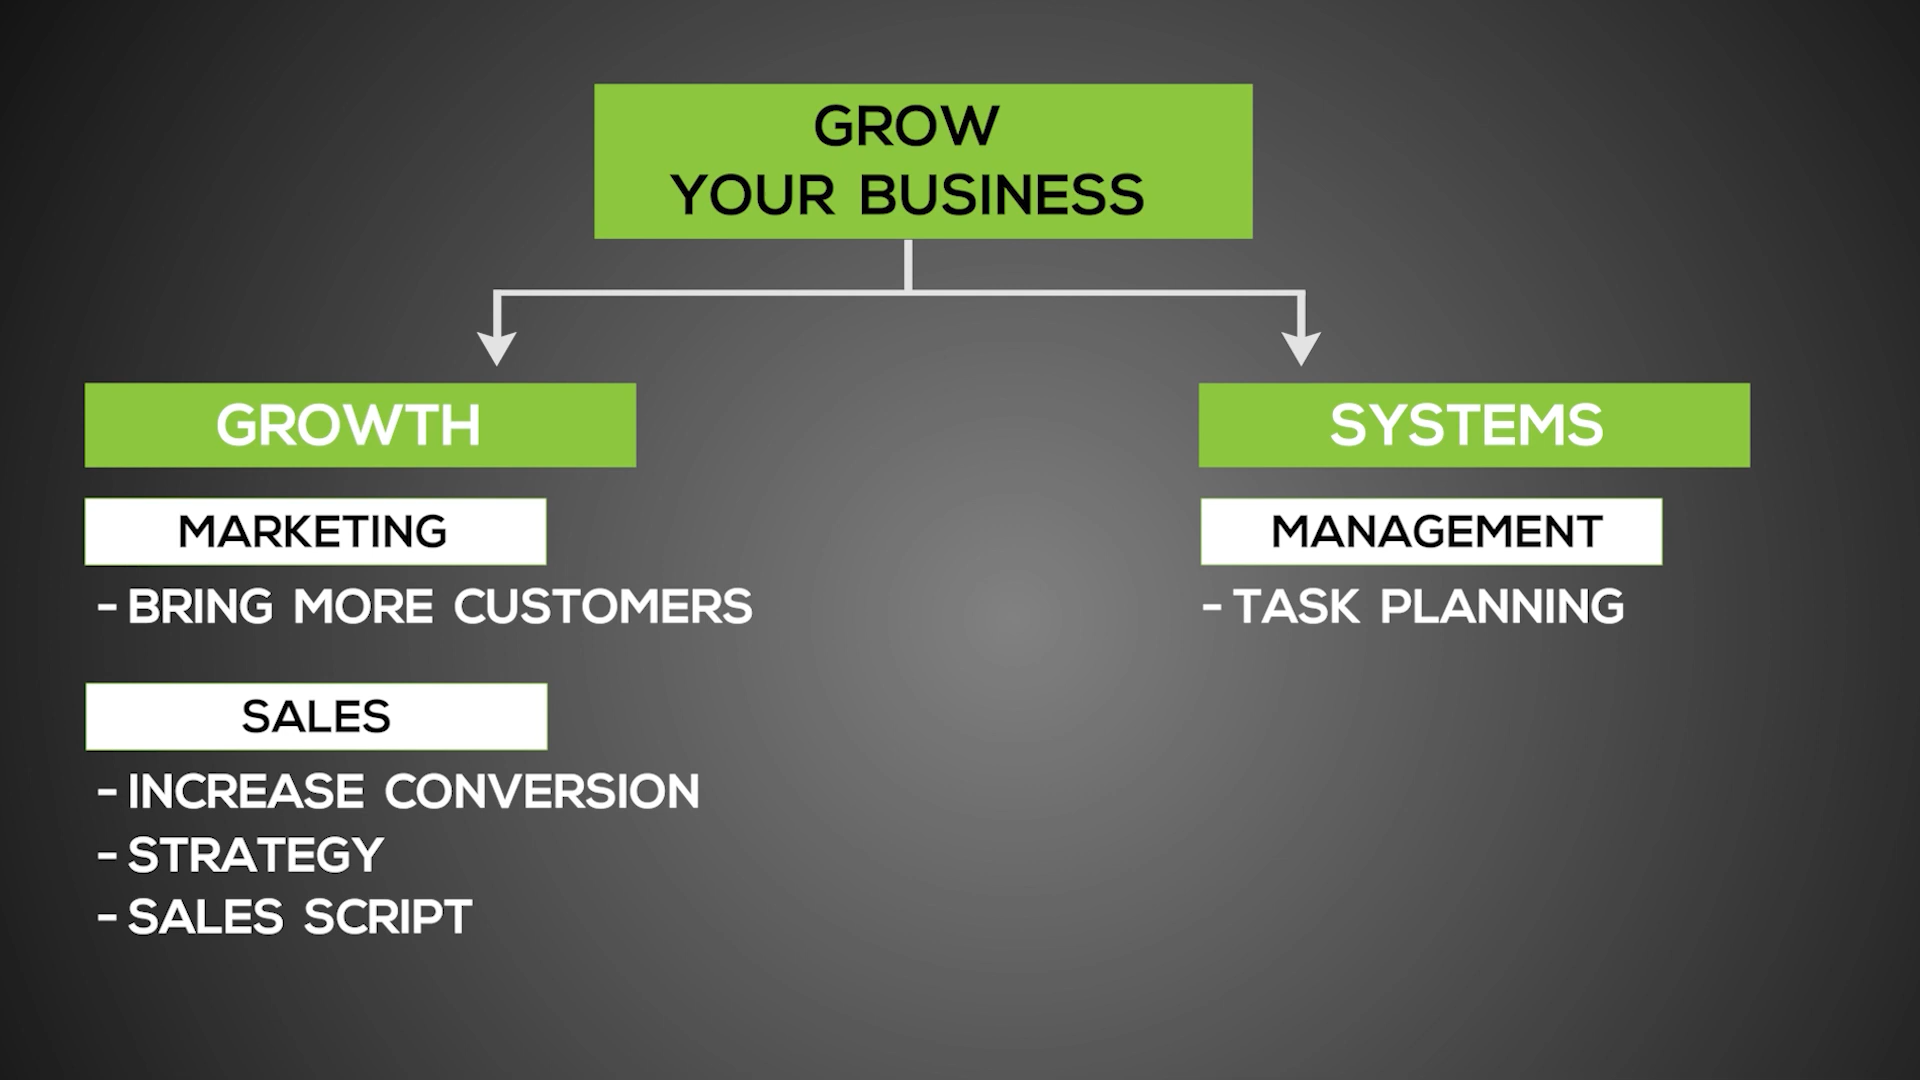 GROW
YOUR BUSINESS
GROWTH
MARKETING
- BRING MORE CUSTOMERS
SALES
- INCREASE CONVERSION
- STRATEGY
- SALES SCRIPT
SYSTEMS
MANAGEMENT
- TASK PLANNING